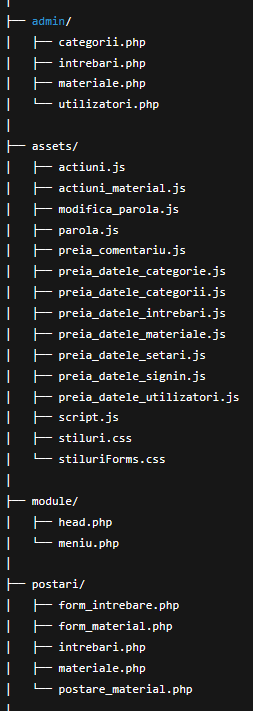 │
├── admin/
│   ├── categorii.php
│   ├── intrebari.php
│   ├── materiale.php
│   └── utilizatori.php
│
├── assets/
│   ├── actiuni.js
│   ├── actiuni_material.js
│   ├── modifica_parola.js
│   ├── parola.js
│   ├── preia_comentariu.js
│   ├── preia_datele_categorie.js
│   ├── preia_datele_categorii.js
│   ├── preia_datele_intrebari.js
│   ├── preia_datele_materiale.js
│   ├── preia_datele_setari.js
│   ├── preia_datele_signin.js
│   ├── preia_datele_utilizatori.js
│   ├── script.js
│   ├── stiluri.css
│   └── stiluriForms.css
│
├── module/
│   ├── head.php
│   └── meniu.php
│
├── postari/
│   ├── form_intrebare.php
│   ├── form_material.php
│   ├── intrebari.php
│   ├── materiale.php
│   └── postare_material.php
│